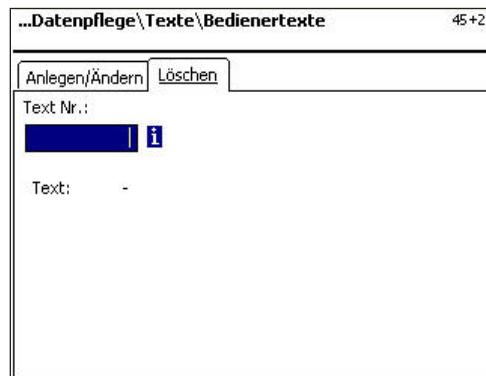 ...Datenpflege\Texte\Bedienertexte 45+2
Anlegen/Ändern Löschen
Text Nr.:
i
Text: -